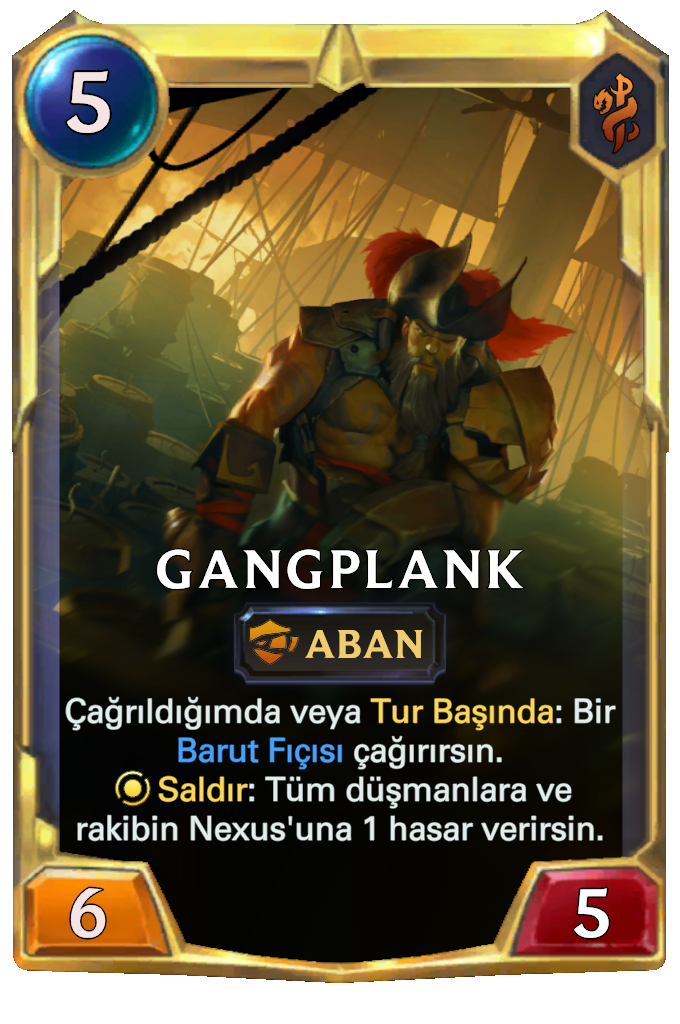 5
GANGPLANK
ABAN
Çağrıldığımda veya Tur Başında: Bir
Barut Fıçısı çağırırsın.
Saldır: Tüm düşmanlara ve
rakibin Nexus'una 1 hasar verirsin.
6
5